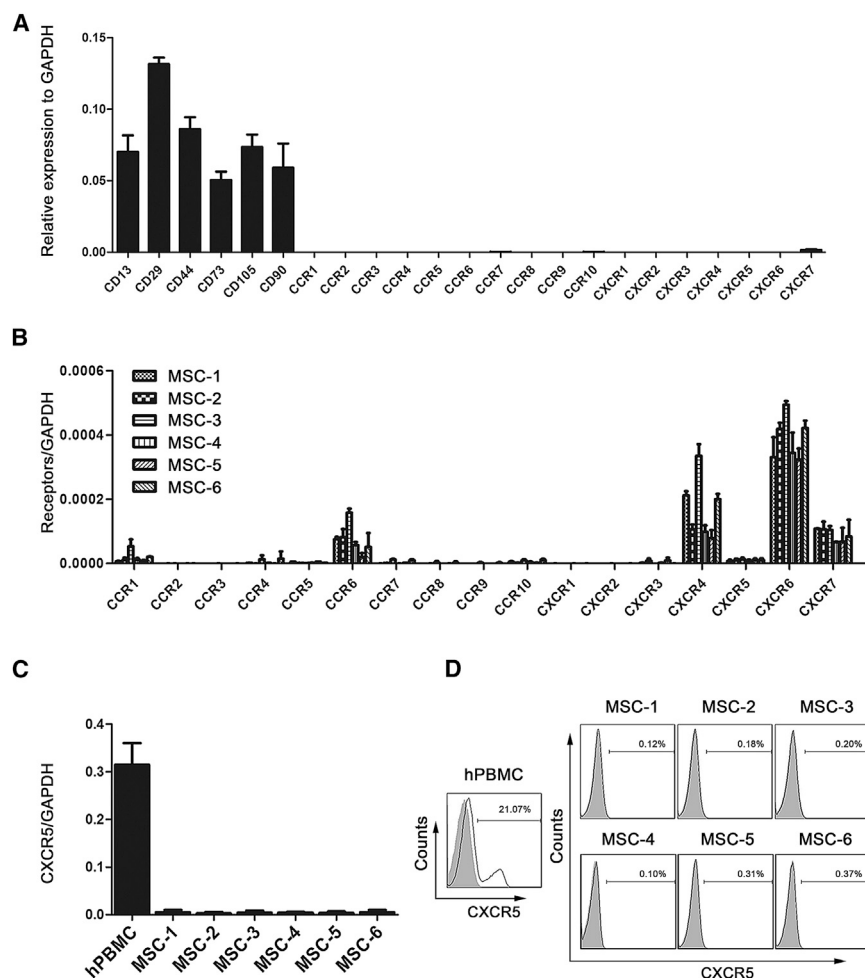 A
Relative expression to GAPDH
0.15
0.10
0.05
0.00
CD13
CD29
CD44
CD73
CD105
CD90
CCR1
CCR2
CCR3
CCR4
CCR5
CCR6
CCR7
CCR8
CCR9
CCR10
CXCR1
CXCR2
CXCR3
CXCR4
CXCR5
CXCR6
CXCR7
B
Receptors/GAPDH
0.0006
0.0004
0.0002
0.0000
MSC-1
MSC-2
MSC-3
MSC-4
MSC-5
MSC-6
CCR1
CCR2
CCR3
CCR4
CCR5
CCR6
CCR7
CCR8
CCR9
CCR10
CXCR1
CXCR2
CXCR3
CXCR4
CXCR5
CXCR6
CXCR7
C
CXCR5/GAPDH
0.4
0.3
0.2
0.1
0.0
hPBMC
MSC-1
MSC-2
MSC-3
MSC-4
MSC-5
MSC-6
D
hPBMC
21.07%
Counts
CXCR5
Counts
MSC-1
MSC-2
MSC-3
0.12%
0.18%
0.20%
MSC-4
MSC-5
MSC-6
0.10%
0.31%
0.37%
CXCR5